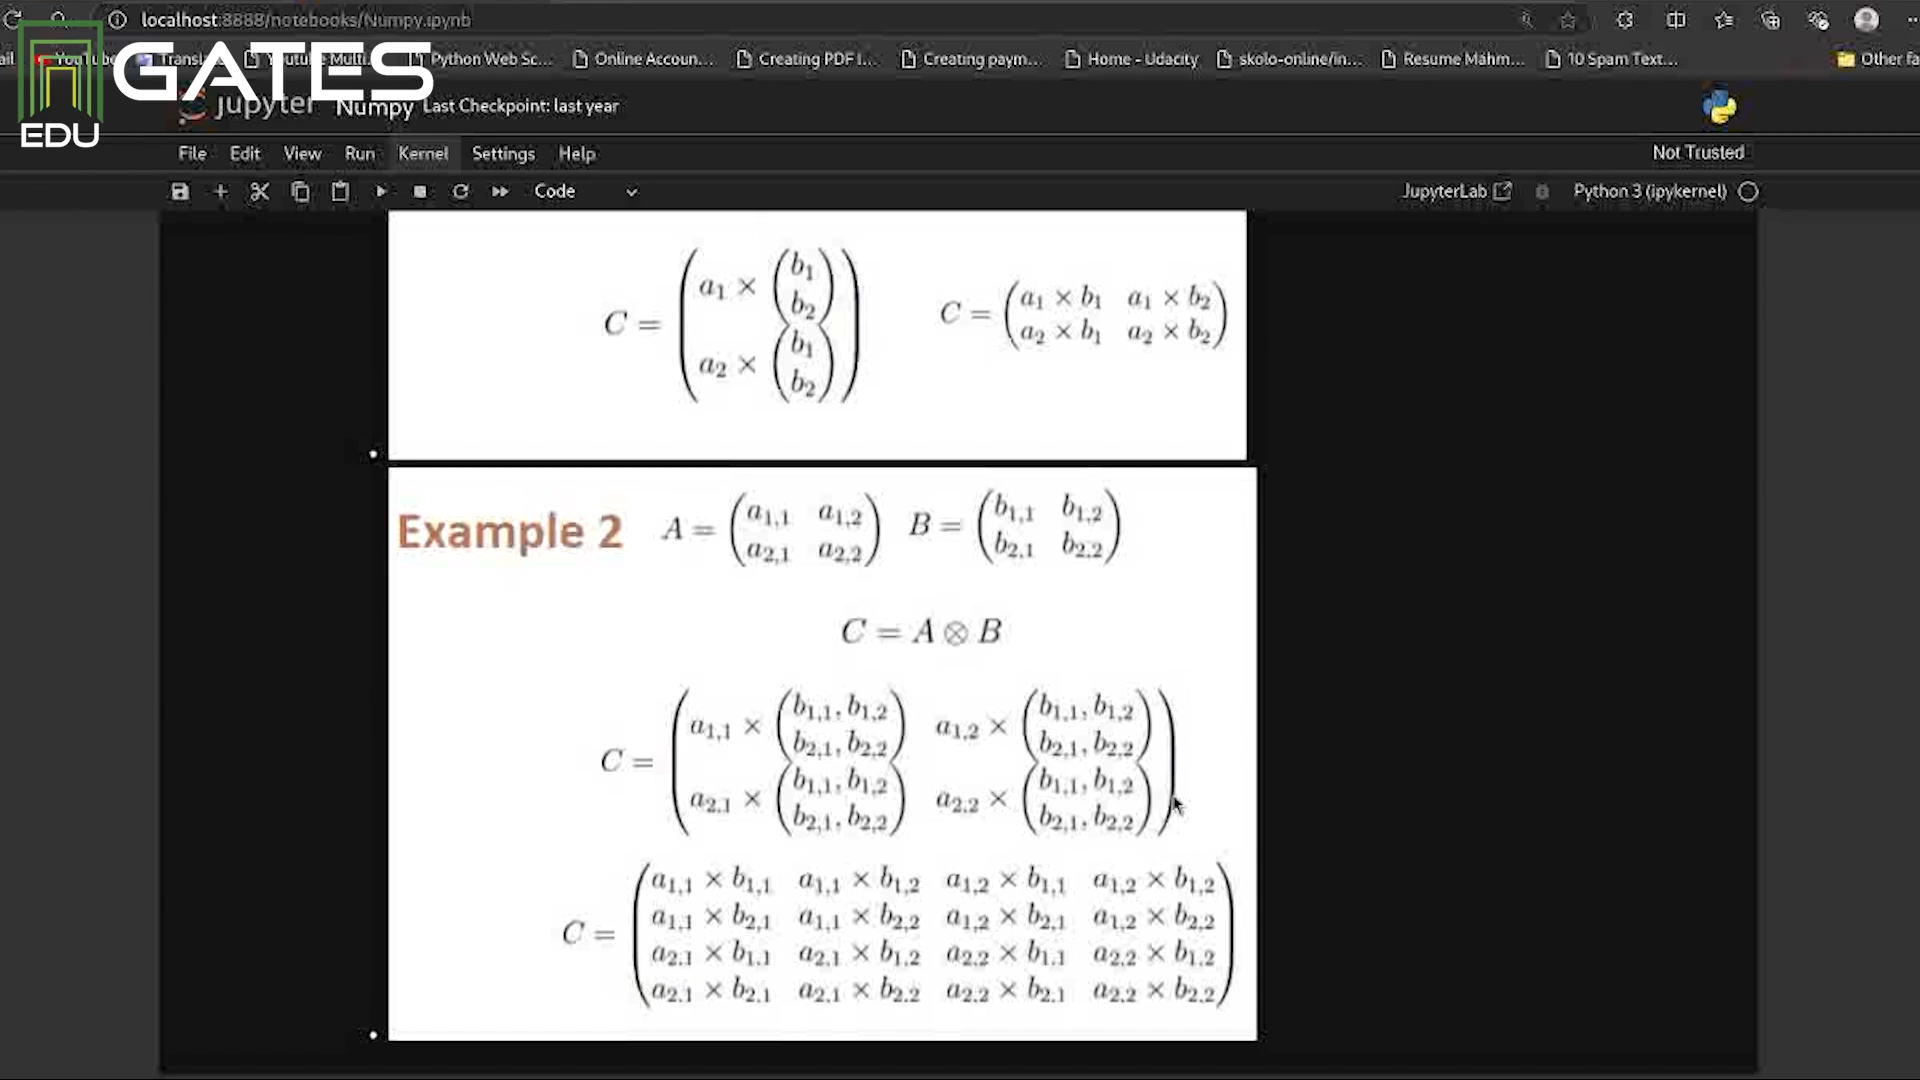 localhost:8888/notebooks/Numpy.ipynb
GATES
EDU
YouTube
Python Web Sc...
Online Accoun...
Creating PDF I...
Creating paym...
Home - Udacity
skolo-online/in...
Resume Mahm...
10 Spam Text...
Other fa
jupyter Numpy Last Checkpoint: last year
File Edit View Run Kernel Settings Help
Not Trusted
Code
JupyterLab
Python 3 (ipykernel)
C = ( a₁ × ( b₁ b₂ ) a₂ × ( b₁ b₂ ) )
C = ( a₁ × b₁ a₁ × b₂
a₂ × b₁ a₂ × b₂ )
Example 2
A = ( a₁,₁ a₁,₂
a₂,₁ a₂,₂ )
B = ( b₁,₁ b₁,₂
b₂,₁ b₂,₂ )
C = A ⊗ B
C = ( a₁,₁ × ( b₁,₁, b₁,₂ b₂,₁, b₂,₂ ) a₁,₂ × ( b₁,₁, b₁,₂ b₂,₁, b₂,₂ )
a₂,₁ × ( b₁,₁, b₁,₂ b₂,₁, b₂,₂ ) a₂,₂ × ( b₁,₁, b₁,₂ b₂,₁, b₂,₂ ) )
C = ( a₁,₁ × b₁,₁ a₁,₁ × b₁,₂ a₁,₂ × b₁,₁ a₁,₂ × b₁,₂
a₁,₁ × b₂,₁ a₁,₁ × b₂,₂ a₁,₂ × b₂,₁ a₁,₂ × b₂,₂
a₂,₁ × b₁,₁ a₂,₁ × b₁,₂ a₂,₂ × b₁,₁ a₂,₂ × b₁,₂
a₂,₁ × b₂,₁ a₂,₁ × b₂,₂ a₂,₂ × b₂,₁ a₂,₂ × b₂,₂ )